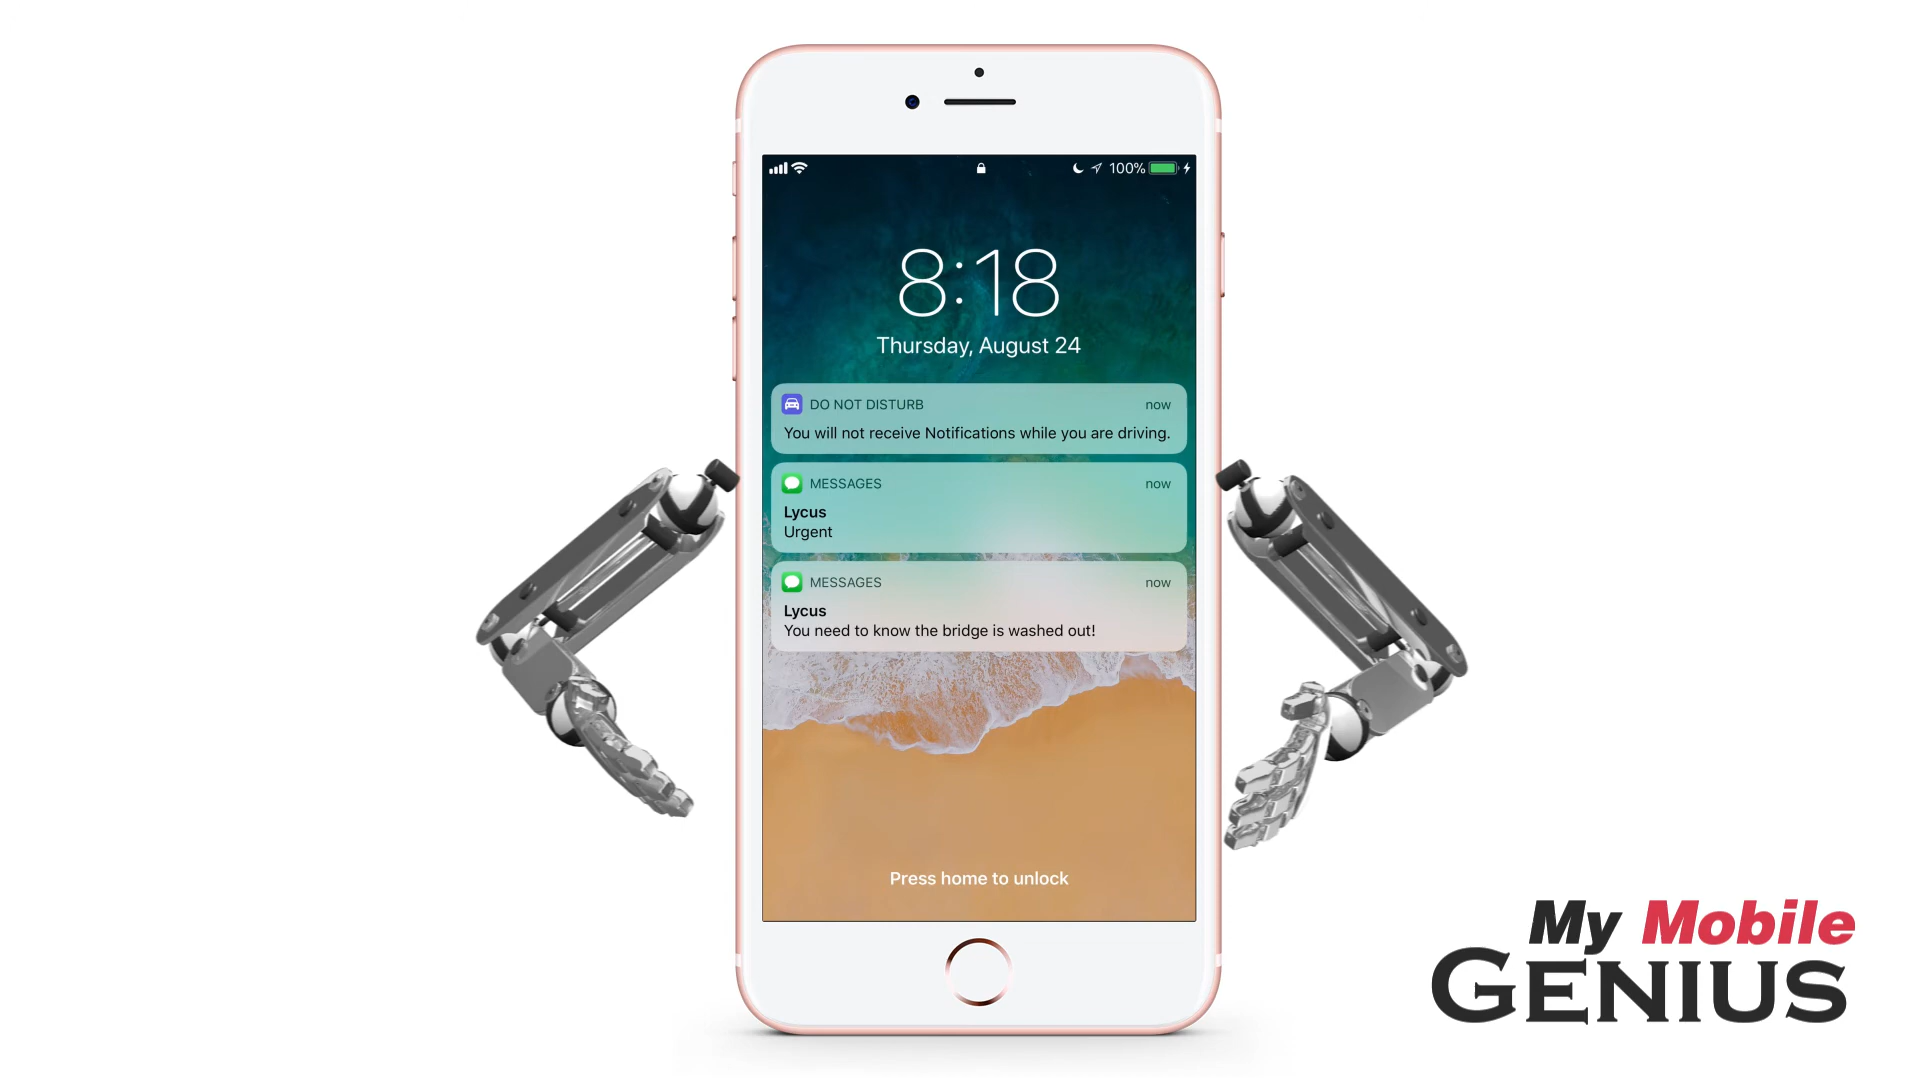 100%
8:18
Thursday, August 24
DO NOT DISTURB now
You will not receive Notifications while you are driving.
MESSAGES now
Lycus
Urgent
MESSAGES now
Lycus
You need to know the bridge is washed out!
Press home to unlock
My Mobile
GENIUS